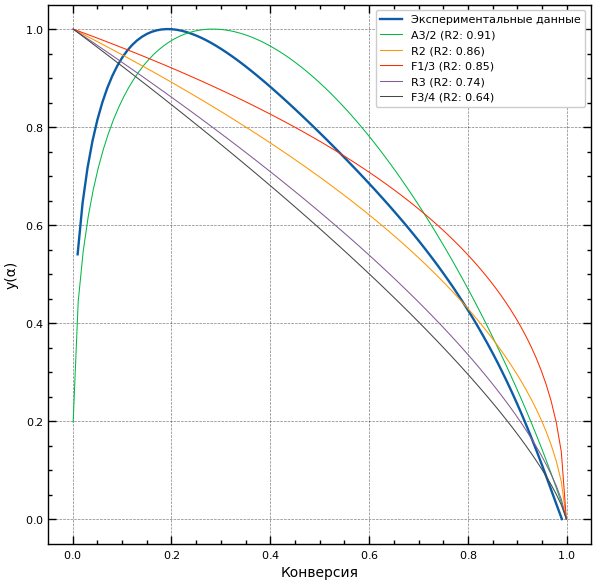 Экспериментальные данные
A3/2 (R2: 0.91)
R2 (R2: 0.86)
F1/3 (R2: 0.85)
R3 (R2: 0.74)
F3/4 (R2: 0.64)
1.0
0.8
0.6
0.4
0.2
0.0
y(α)
0.0 0.2 0.4 0.6 0.8 1.0
Конверсия